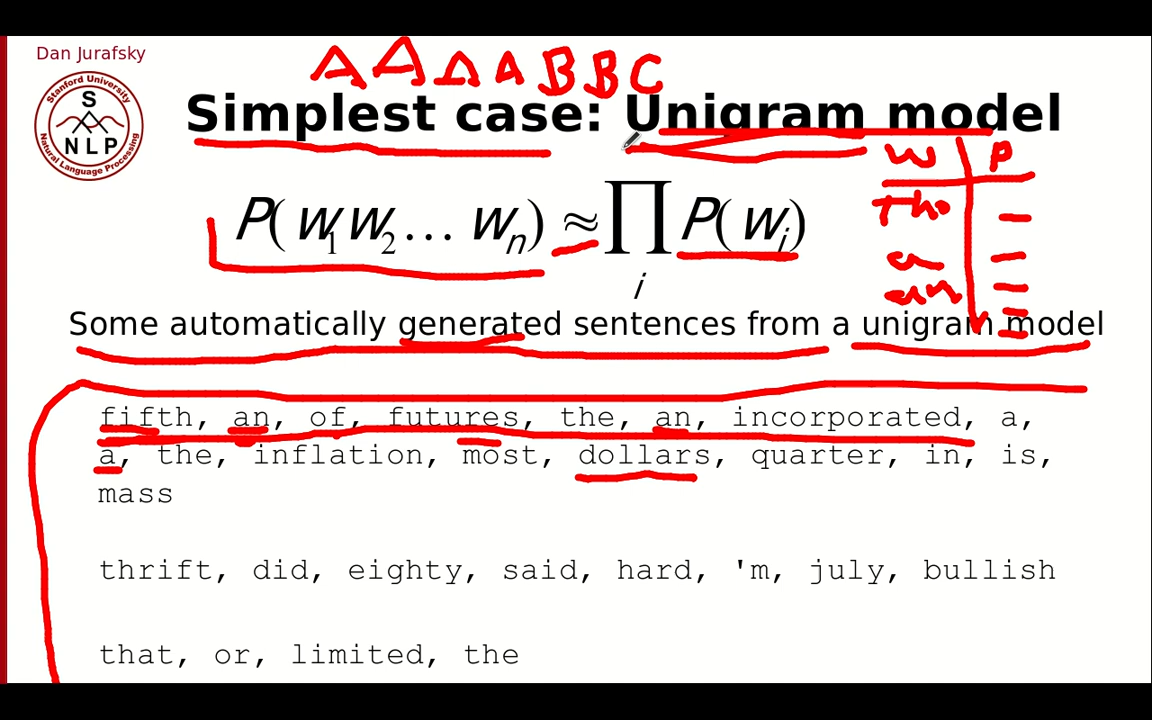 Dan Jurafsky
A A A A B B C
Stanford University
S
N L P
Natural Language Processing
Simplest case: Unigram model
W P
P(w1w2… wn) ≈ ∏i P(wi)
The
a
an
Some automatically generated sentences from a unigram model
fifth, an, of, futures, the, an, incorporated, a,
a, the, inflation, most, dollars, quarter, in, is,
mass
thrift, did, eighty, said, hard, 'm, july, bullish
that, or, limited, the